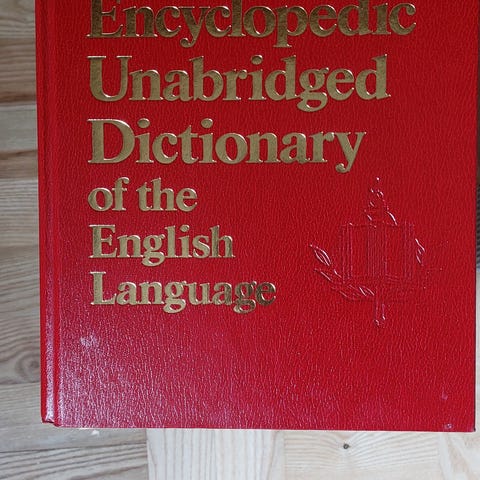 Encyclopedic
Unabridged
Dictionary
of the
English
Language